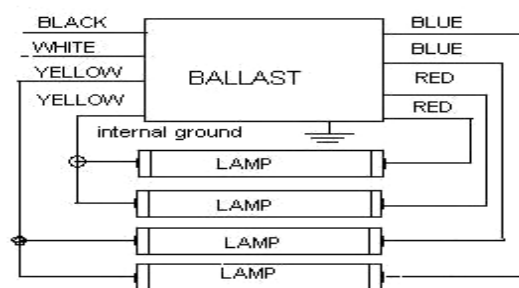 BLACK
BLUE
WHITE
BLUE
YELLOW
BALLAST
RED
YELLOW
RED
internal ground
LAMP
LAMP
LAMP
LAMP